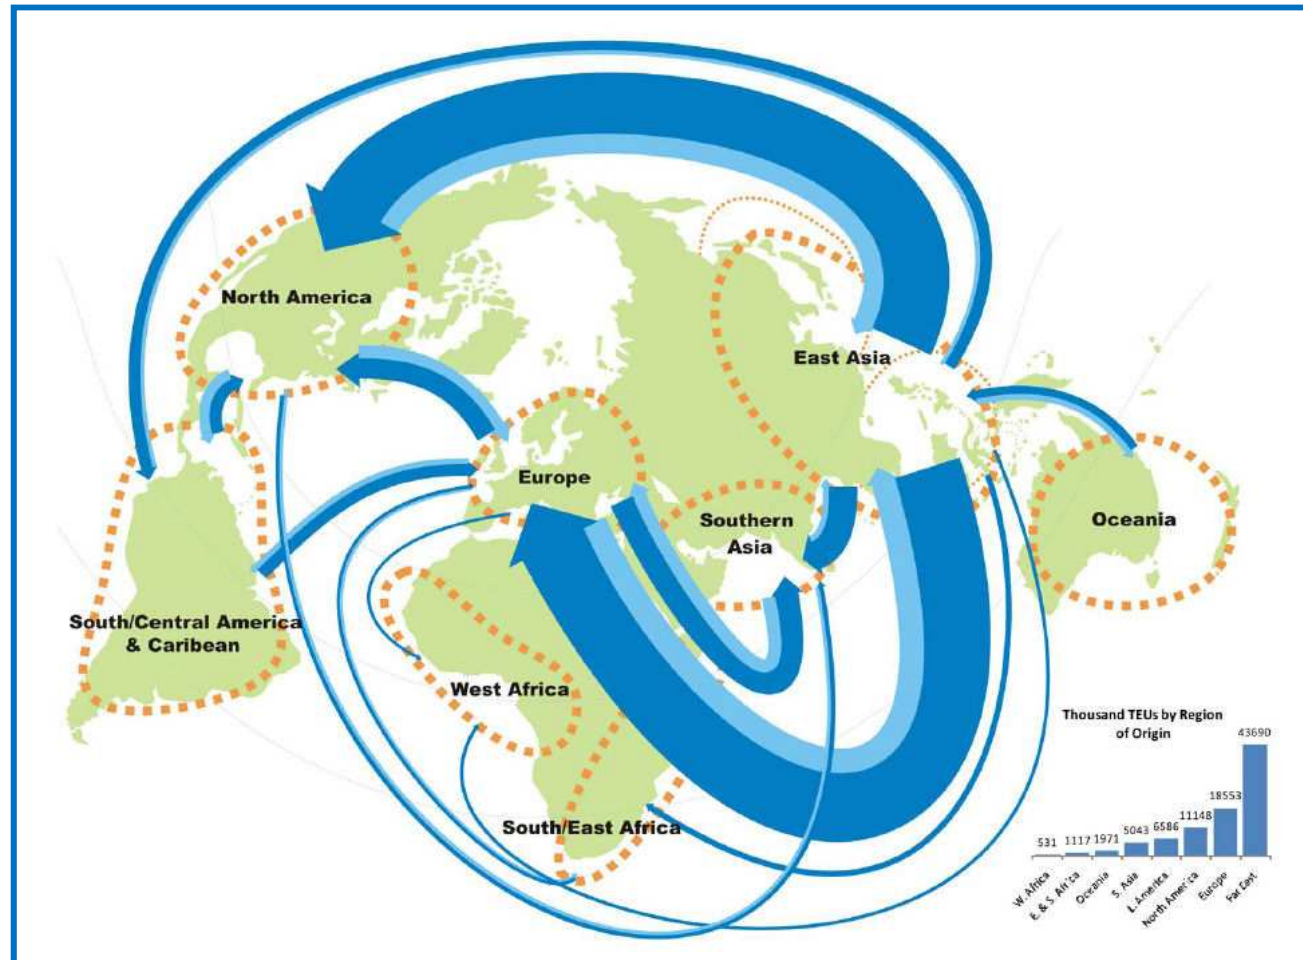 North America
East Asia
Europe
Southern
Asia
Oceania
South/Central America
& Caribean
West Africa
South/East Africa
Thousand TEUs by Region
of Origin
531
1117
1971
5043
6586
11148
18553
43690
W. Africa
E. & S. Africa
Oceania
S. Asia
L. America
North America
Europe
Far East